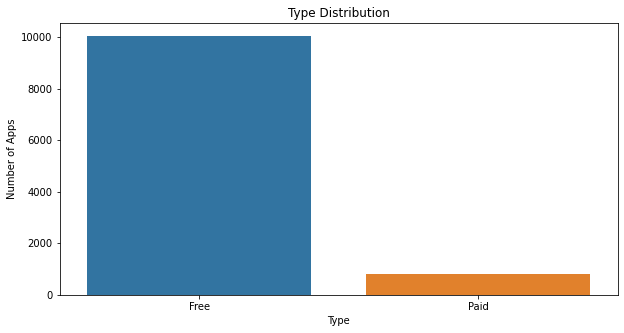 Type Distribution
Number of Apps
10000
8000
6000
4000
2000
0
Free
Paid
Type